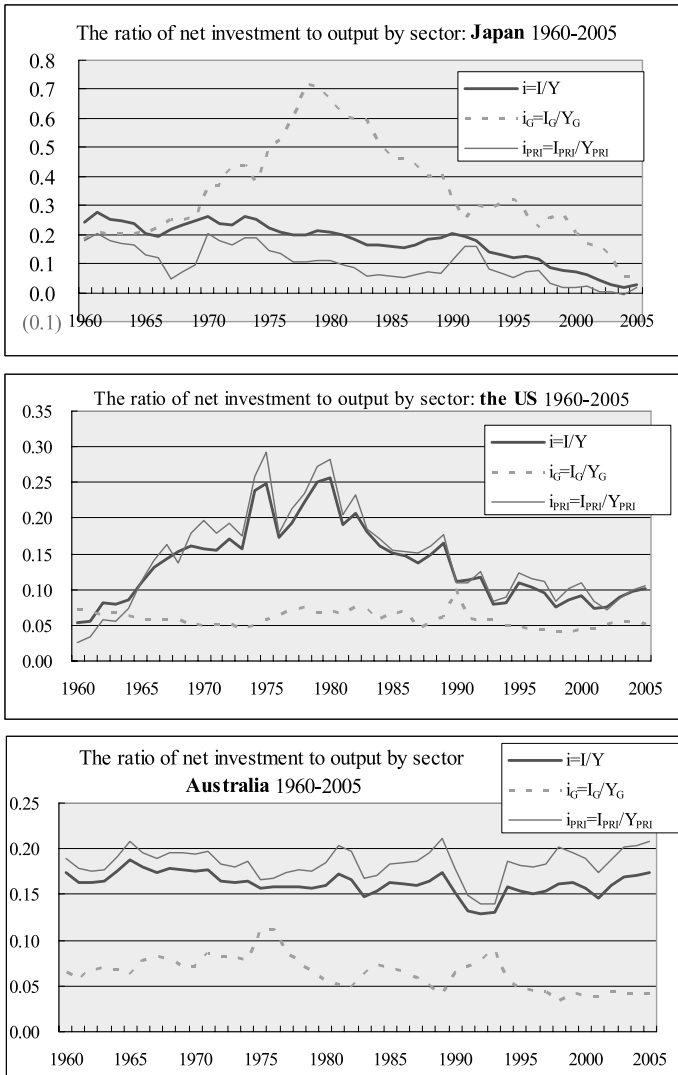 The ratio of net investment to output by sector: Japan 1960-2005
0.8
0.7
0.6
0.5
0.4
0.3
0.2
0.1
0.0
(0.1)
i=I/Y
iG=IG/YG
iPRI=IPRI/YPRI
1960 1965 1970 1975 1980 1985 1990 1995 2000 2005
The ratio of net investment to output by sector: the US 1960-2005
0.35
0.30
0.25
0.20
0.15
0.10
0.05
0.00
i=I/Y
iG=IG/YG
iPRI=IPRI/YPRI
1960 1965 1970 1975 1980 1985 1990 1995 2000 2005
The ratio of net investment to output by sector
Australia 1960-2005
0.25
0.20
0.15
0.10
0.05
0.00
i=I/Y
iG=IG/YG
iPRI=IPRI/YPRI
1960 1965 1970 1975 1980 1985 1990 1995 2000 2005